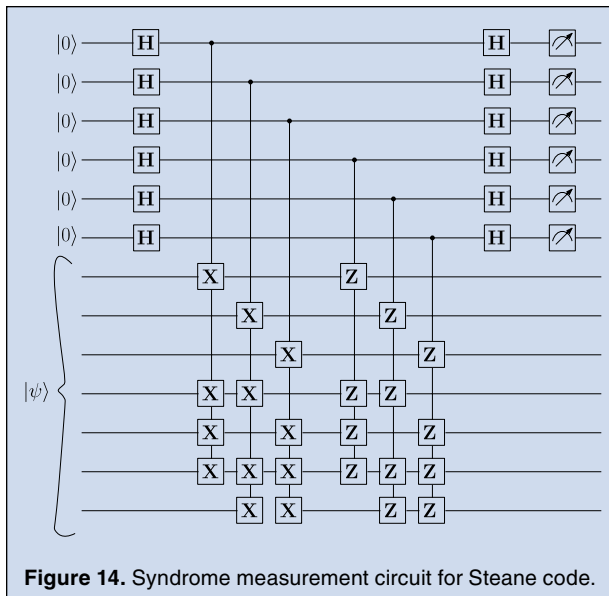 |0⟩ H H
|0⟩ H H
|0⟩ H H
|0⟩ H H
|0⟩ H H
|0⟩ H H
X Z
X Z
X Z
|ψ⟩ X X Z Z
X X Z Z
X X X Z Z Z
X X Z Z
Figure 14. Syndrome measurement circuit for Steane code.